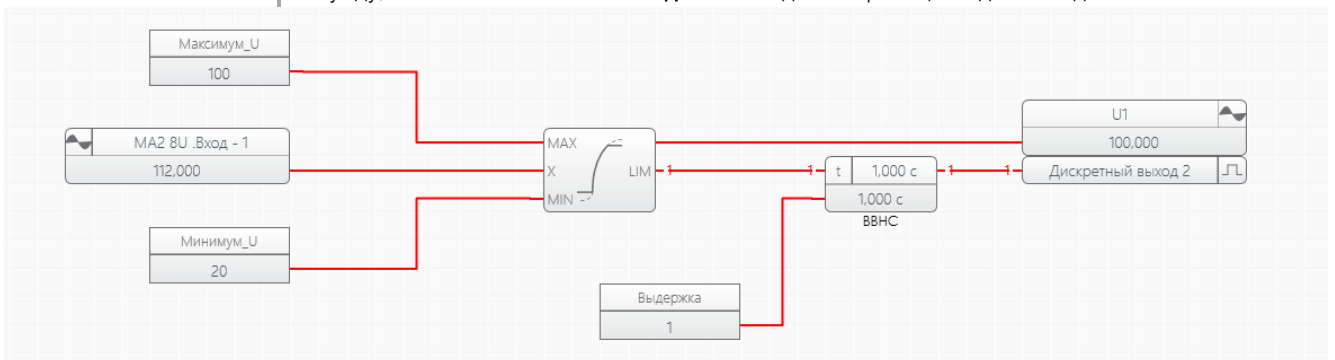 Максимум_U
100
MA2 8U .Вход - 1
112,000
Минимум_U
20
MAX
X
LIM
MIN
1
1
t
1,000 с
1,000 с
ВВНС
1
1
U1
100,000
Дискретный выход 2
Выдержка
1